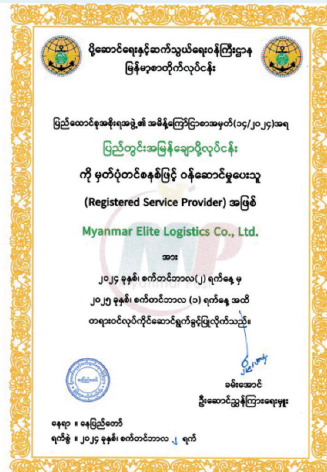 ပို့ဆောင်ရေးနှင့်ဆက်သွယ်ရေးဝန်ကြီးဌာန
မြန်မာ့စာတိုက်လုပ်ငန်း
ပြည်ထောင်စုအစိုးရအဖွဲ့၏ အမိန့်ကြော်ငြာစာအမှတ်(၁၄/၂၀၂၄)အရ
ပြည်တွင်းအမြန်ချောပို့လုပ်ငန်း
ကို မှတ်ပုံတင်စနစ်ဖြင့် ဝန်ဆောင်မှုပေးသူ
(Registered Service Provider) အဖြစ်
Myanmar Elite Logistics Co., Ltd.
အား
၂၀၂၄ ခုနှစ်၊ စက်တင်ဘာလ(၂) ရက်နေ့ မှ
၂၀၂၅ ခုနှစ်၊ စက်တင်ဘာလ (၁) ရက်နေ့ အထိ
တရားဝင်လုပ်ကိုင်ဆောင်ရွက်ခွင့်ပြုလိုက်သည်။
ခမ်းအောင်
ဦးဆောင်ညွှန်ကြားရေးမှူး
နေရာ ။ နေပြည်တော်
ရက်စွဲ ။ ၂၀၂၄ ခုနှစ်၊ စက်တင်ဘာလ ၂ ရက်